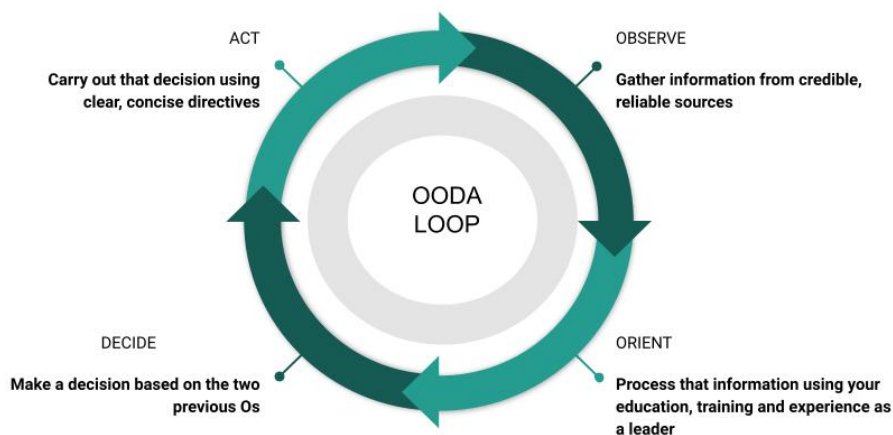 ACT
Carry out that decision using
clear, concise directives
OBSERVE
Gather information from credible,
reliable sources
OODA
LOOP
DECIDE
Make a decision based on the two
previous Os
ORIENT
Process that information using your
education, training and experience as
a leader